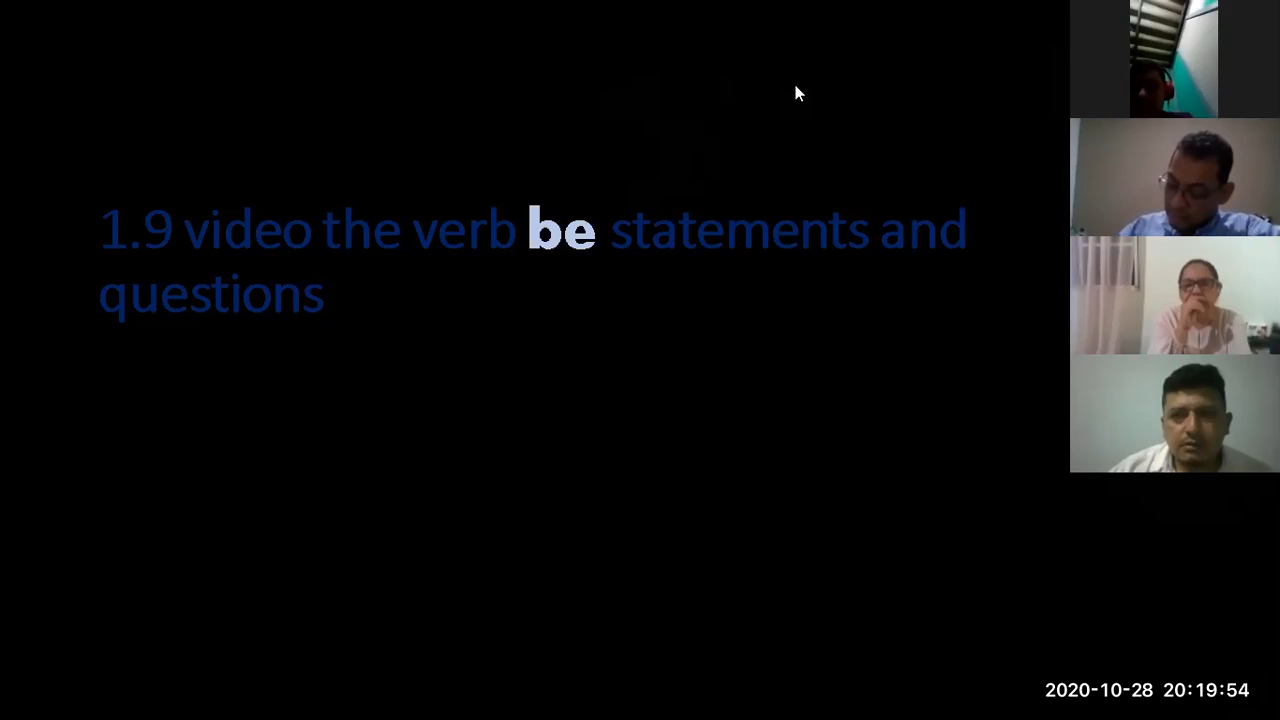 1.9 video the verb be statements and
questions
2020-10-28 20:19:54